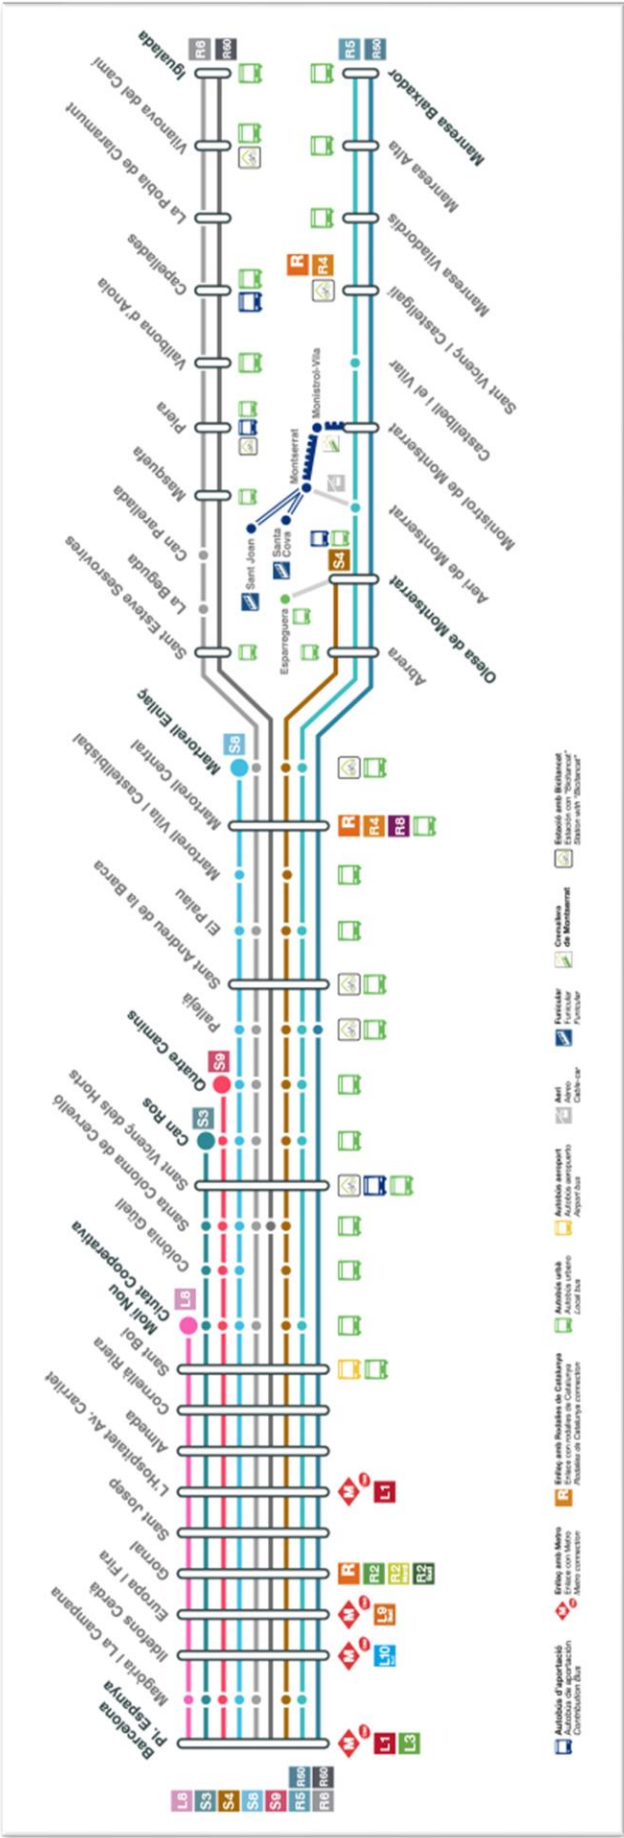 L8
S3
S4
S8
S9
R5 R50
R6 R60
Barcelona
Pl. Espanya
Magòria | La Campana
Ildefons Cerdà
Europa | Fira
Gornal
Sant Josep
L'Hospitalet Av. Carrilet
Almeda
Cornellà Riera
Sant Boi
Molí Nou
Ciutat Cooperativa
Colònia Güell
Santa Coloma de Cervelló
Sant Vicenç dels Horts
Can Ros
Quatre Camins
Pallejà
Sant Andreu de la Barca
El Palau
Martorell Vila | Castellbisbal
Martorell Central
Martorell Enllaç
Sant Esteve Sesrovires
La Beguda
Can Parellada
Masquefa
Piera
Vallbona d'Anoia
Capellades
La Pobla de Claramunt
Vilanova del Camí
Igualada
R6
R60
L8
S3
S9
S8
S4
Abrera
Olesa de Montserrat
Aeri de Montserrat
Monistrol de Montserrat
Castellbell i el Vilar
Sant Vicenç | Castellgalí
Manresa Viladordis
Manresa Alta
Manresa Baixador
R5
R50
Esparreguera
Sant Joan
Santa
Cova
Montserrat
Monistrol-Vila
R
R4
M
L1
L3
M
L10
M
L9
R
R2
R2
R2
M
L1
R
R4
R8
Autobús d'aportació
Autobús de aportación
Contribution Bus
M
Enllaç amb Metro
Enlace con Metro
Metro connection
R
Enllaç amb Rodalies de Catalunya
Enlace con rodalies de Catalunya
Rodalies de Catalunya connection
Autobús urbà
Autobús urbano
Local bus
Autobús aeroport
Autobús aeropuerto
Airport bus
Aeri
Aéreo
Cable-car
Funicular
Funicular
Funicular
Cremallera
de Montserrat
Estació amb Bicitancat
Estación con "Bicitancat"
Station with "Bicitancat"